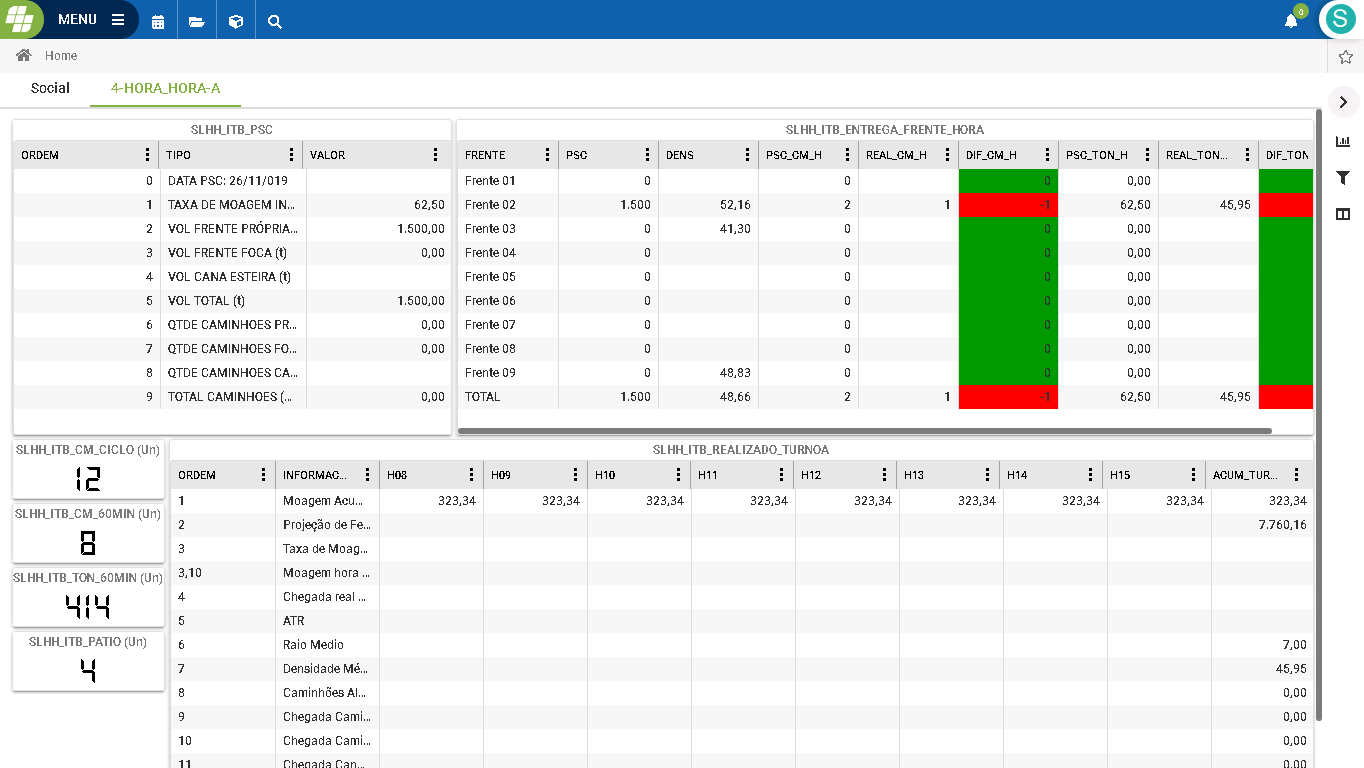 MENU
0
S
Home
Social 4-HORA_HORA-A
SLHH_ITB_PSC
ORDEM TIPO VALOR
0 DATA PSC: 26/11/019
1 TAXA DE MOAGEM IN... 62,50
2 VOL FRENTE PRÓPRIA... 1.500,00
3 VOL FRENTE FOCA (t) 0,00
4 VOL CANA ESTEIRA (t)
5 VOL TOTAL (t) 1.500,00
6 QTDE CAMINHOES PR... 0,00
7 QTDE CAMINHOES FO... 0,00
8 QTDE CAMINHOES CA...
9 TOTAL CAMINHOES (... 0,00
SLHH_ITB_ENTREGA_FRENTE_HORA
FRENTE PSC DENS PSC_CM_H REAL_CM_H DIF_CM_H PSC_TON_H REAL_TON... DIF_TON
Frente 01 0 0 0 0,00
Frente 02 1.500 52,16 2 1 -1 62,50 45,95
Frente 03 0 41,30 0 0 0,00
Frente 04 0 0 0 0,00
Frente 05 0 0 0 0,00
Frente 06 0 0 0 0,00
Frente 07 0 0 0 0,00
Frente 08 0 0 0 0,00
Frente 09 0 48,83 0 0 0,00
TOTAL 1.500 48,66 2 1 -1 62,50 45,95
SLHH_ITB_CM_CICLO (Un)
12
SLHH_ITB_CM_60MIN (Un)
8
SLHH_ITB_TON_60MIN (Un)
414
SLHH_ITB_PATIO (Un)
4
SLHH_ITB_REALIZADO_TURNOA
ORDEM INFORMAC... H08 H09 H10 H11 H12 H13 H14 H15 ACUM_TUR...
1 Moagem Acu... 323,34 323,34 323,34 323,34 323,34 323,34 323,34 323,34 323,34
2 Projeção de Fe... 7.760,16
3 Taxa de Moag...
3,10 Moagem hora ...
4 Chegada real ...
5 ATR
6 Raio Medio 7,00
7 Densidade Mé... 45,95
8 Caminhões Al... 0,00
9 Chegada Cami... 0,00
10 Chegada Cami... 0,00
11 Chegada Can... 0,00